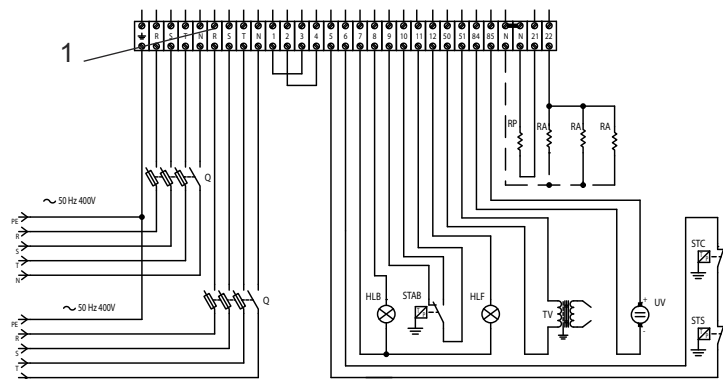 1
R S T N R S T N 1 2 3 4 5 6 7 8 9 10 11 12 50 51 84 85 N N 21 22
RP RA RA RA
Q
50 Hz 400V
PE
R
S
T
N
STC
Q
50 Hz 400V
HLB STAB HLF TV + UV
-
PE
R
S
T
STS